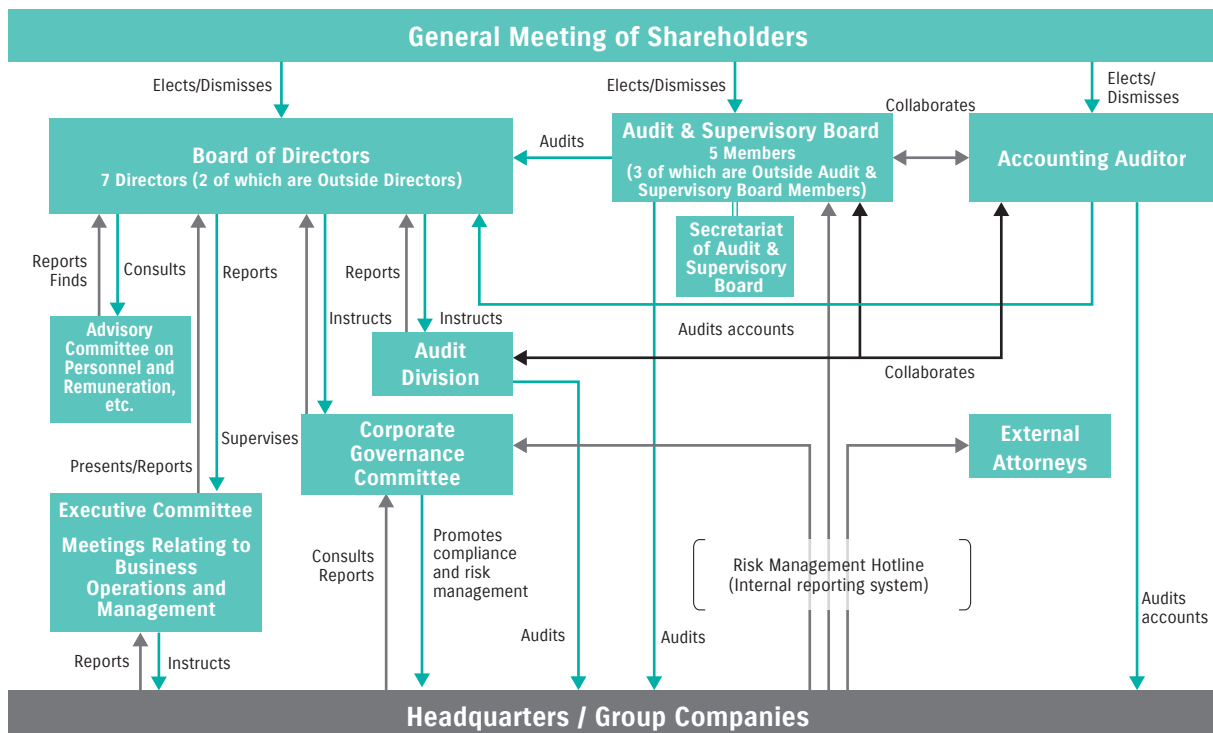 General Meeting of Shareholders
Elects/Dismisses
Elects/Dismisses
Elects/
Dismisses
Collaborates
Board of Directors
7 Directors (2 of which are Outside Directors)
Audits
Audit & Supervisory Board
5 Members
(3 of which are Outside Audit &
Supervisory Board Members)
Accounting Auditor
Secretariat
of Audit &
Supervisory
Board
Reports
Finds
Consults
Reports
Reports
Instructs
Instructs
Audits accounts
Advisory
Committee on
Personnel and
Remuneration,
etc.
Audit
Division
Collaborates
Supervises
Corporate
Governance
Committee
External
Attorneys
Presents/Reports
Executive Committee
Meetings Relating to
Business
Operations and
Management
Consults
Reports
Promotes
compliance
and risk
management
Risk Management Hotline
(Internal reporting system)
Audits
Audits
Audits
accounts
Reports
Instructs
Headquarters / Group Companies